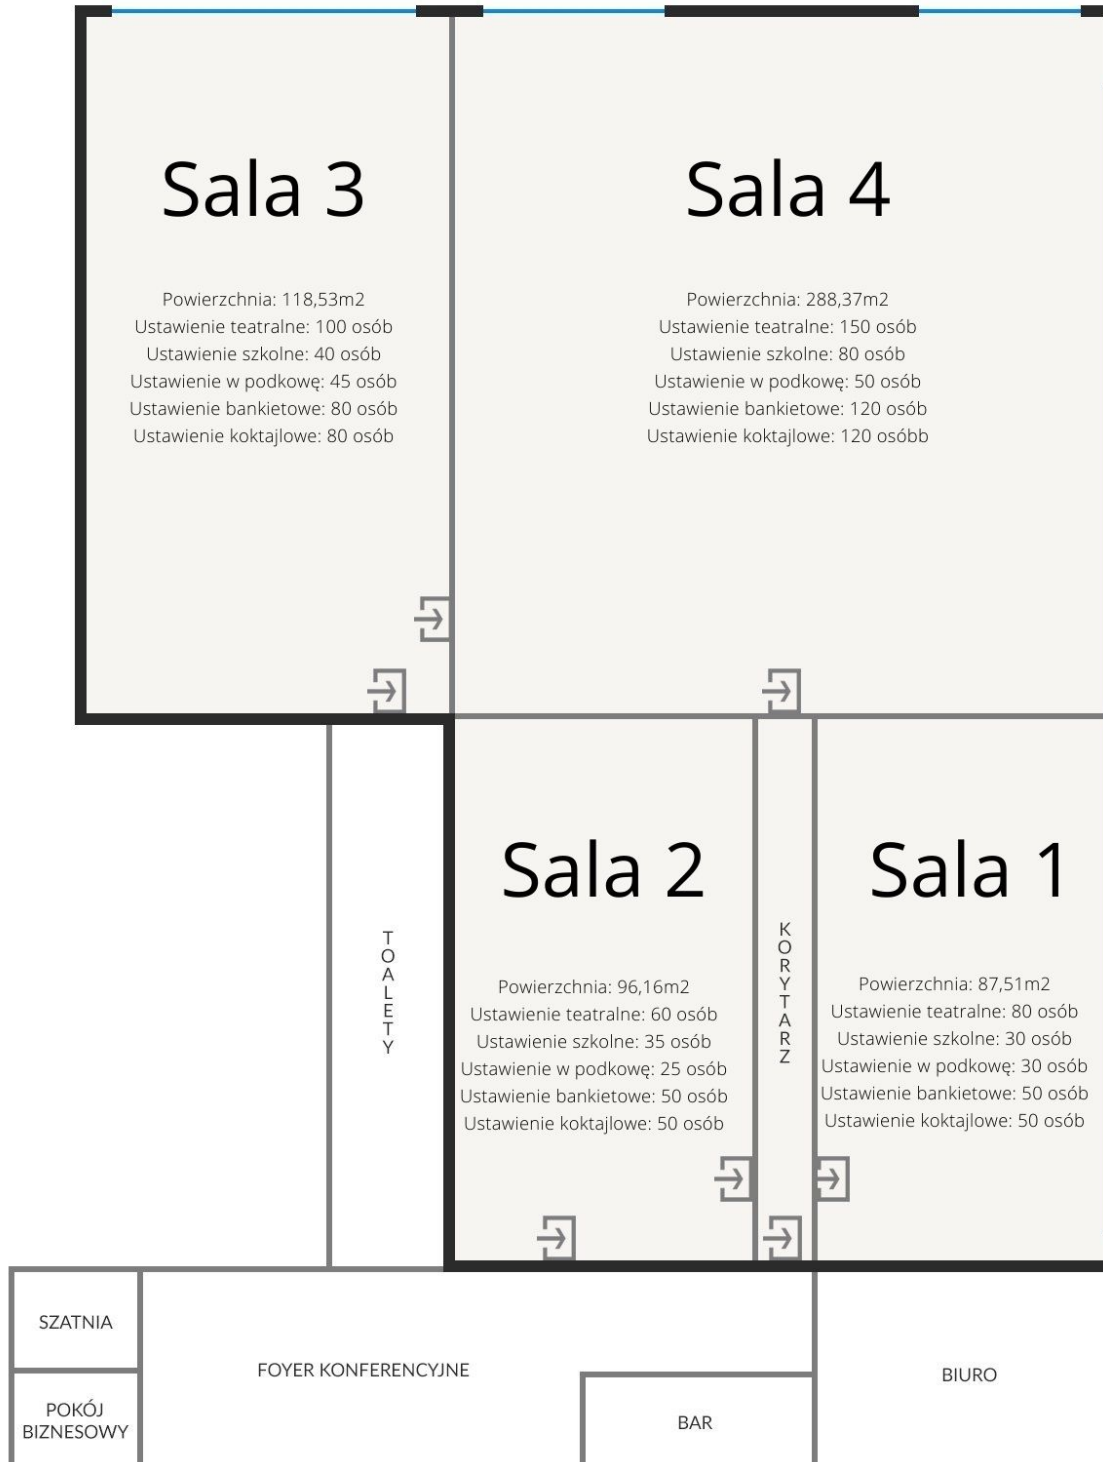 Sala 3
Powierzchnia: 118,53m2
Ustawienie teatralne: 100 osób
Ustawienie szkolne: 40 osób
Ustawienie w podkowę: 45 osób
Ustawienie bankietowe: 80 osób
Ustawienie koktajlowe: 80 osób
Sala 4
Powierzchnia: 288,37m2
Ustawienie teatralne: 150 osób
Ustawienie szkolne: 80 osób
Ustawienie w podkowę: 50 osób
Ustawienie bankietowe: 120 osób
Ustawienie koktajlowe: 120 osóbb
TOALETY
Sala 2
Powierzchnia: 96,16m2
Ustawienie teatralne: 60 osób
Ustawienie szkolne: 35 osób
Ustawienie w podkowę: 25 osób
Ustawienie bankietowe: 50 osób
Ustawienie koktajlowe: 50 osób
KORYTARZ
Sala 1
Powierzchnia: 87,51m2
Ustawienie teatralne: 80 osób
Ustawienie szkolne: 30 osób
Ustawienie w podkowę: 30 osób
Ustawienie bankietowe: 50 osób
Ustawienie koktajlowe: 50 osób
SZATNIA
POKÓJ
BIZNESOWY
FOYER KONFERENCYJNE
BAR
BIURO